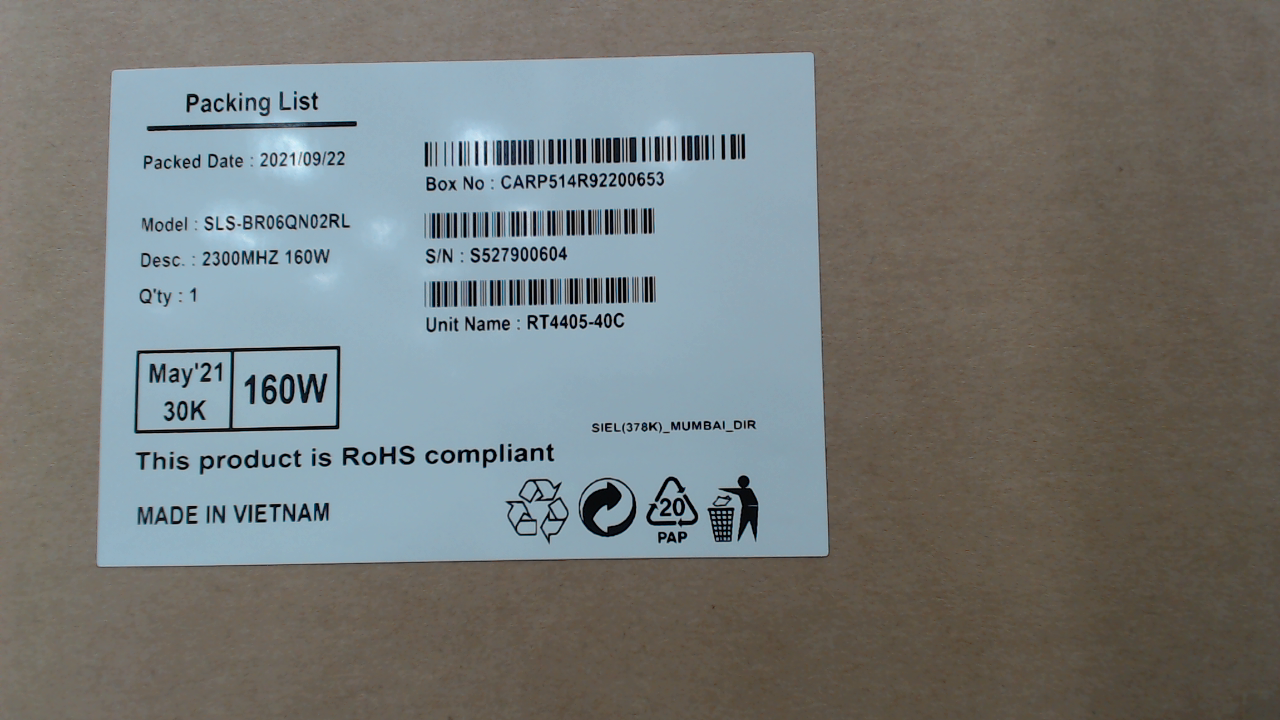 Packing List
Packed Date : 2021/09/22
Box No : CARP514R92200653
Model : SLS-BR06QN02RL
S/N : S527900604
Desc. : 2300MHZ 160W
Q'ty : 1
Unit Name : RT4405-40C
May'21
30K
160W
SIEL(378K)_MUMBAI_DIR
This product is RoHS compliant
MADE IN VIETNAM
20
PAP